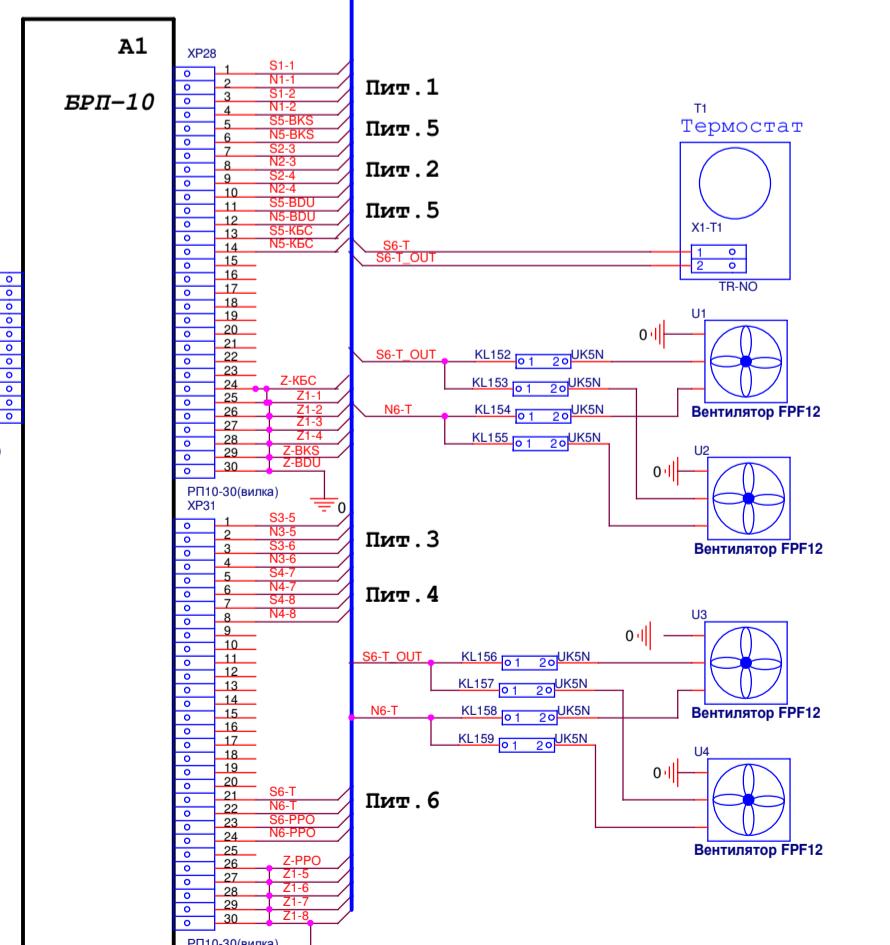 А1
БРП-10
XP28
1 S1-1
2 N1-1
3 S1-2
4 N1-2
5 S5-BKS
6 N5-BKS
7 S2-3
8 N2-3
9 S2-4
10 N2-4
11 S5-BDU
12 N5-BDU
13 S5-КБС
14 N5-КБС
15
16
17
18
19
20
21
22
23
24 Z-КБС
25 Z1-1
26 Z1-2
27 Z1-3
28 Z1-4
29 Z-BKS
30 Z-BDU
0
РП10-30(вилка)
Пит.1
Пит.5
Пит.2
Пит.5
S6-T
S6-T_OUT
T1
Термостат
X1-T1
1
2
TR-NO
S6-T_OUT
N6-T
KL152 1 2 UK5N
KL153 1 2 UK5N
KL154 1 2 UK5N
KL155 1 2 UK5N
U1
0
Вентилятор FPF12
U2
0
Вентилятор FPF12
XP31
1 S3-5
2 N3-5
3 S3-6
4 N3-6
5 S4-7
6 N4-7
7 S4-8
8 N4-8
9
10
11
12
13
14
15
16
17
18
19
20
21 S6-T
22 N6-T
23 S6-PPO
24 N6-PPO
25
26 Z-PPO
27 Z1-5
28 Z1-6
29 Z1-7
30 Z1-8
РП10-30(вилка)
Пит.3
Пит.4
Пит.6
S6-T_OUT
N6-T
KL156 1 2 UK5N
KL157 1 2 UK5N
KL158 1 2 UK5N
KL159 1 2 UK5N
U3
0
Вентилятор FPF12
U4
0
Вентилятор FPF12